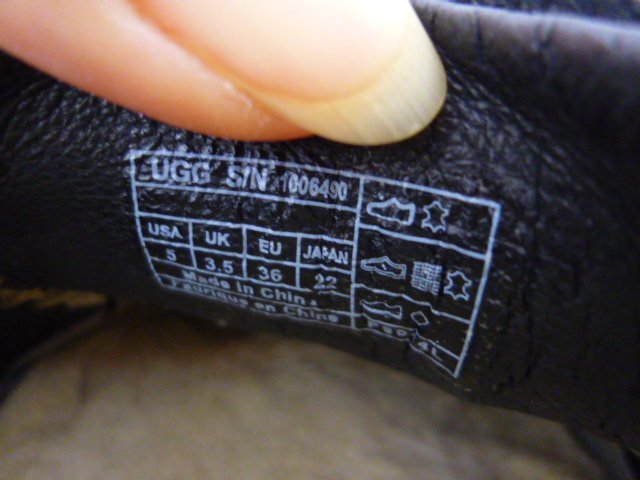 UGG S/N 1006490
USA UK EU JAPAN
5 3.5 36 22
Made in China
Fabriqué en Chine